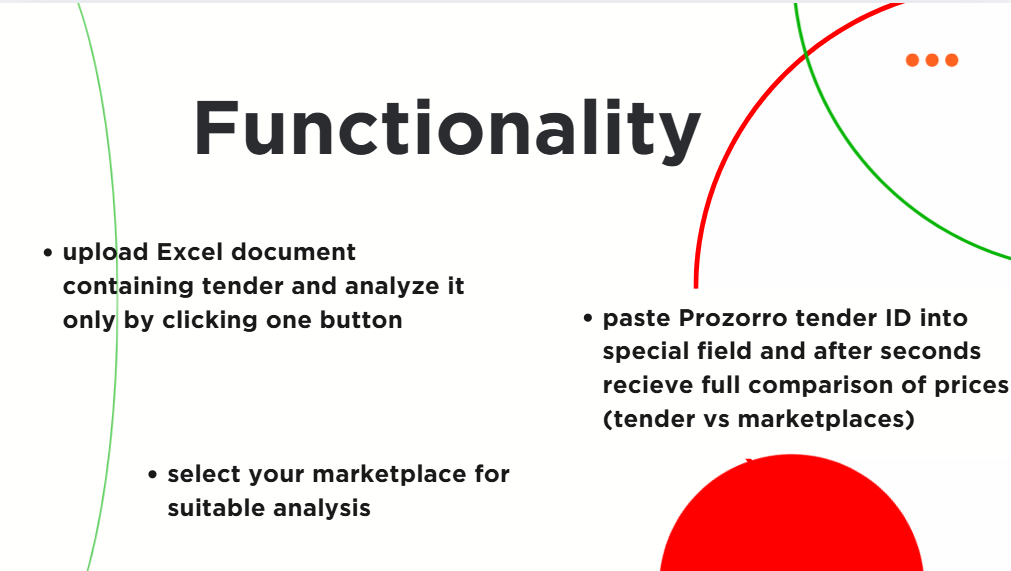 Functionality
• upload Excel document
containing tender and analyze it
only by clicking one button
• paste Prozorro tender ID into
special field and after seconds
recieve full comparison of prices
(tender vs marketplaces)
• select your marketplace for
suitable analysis